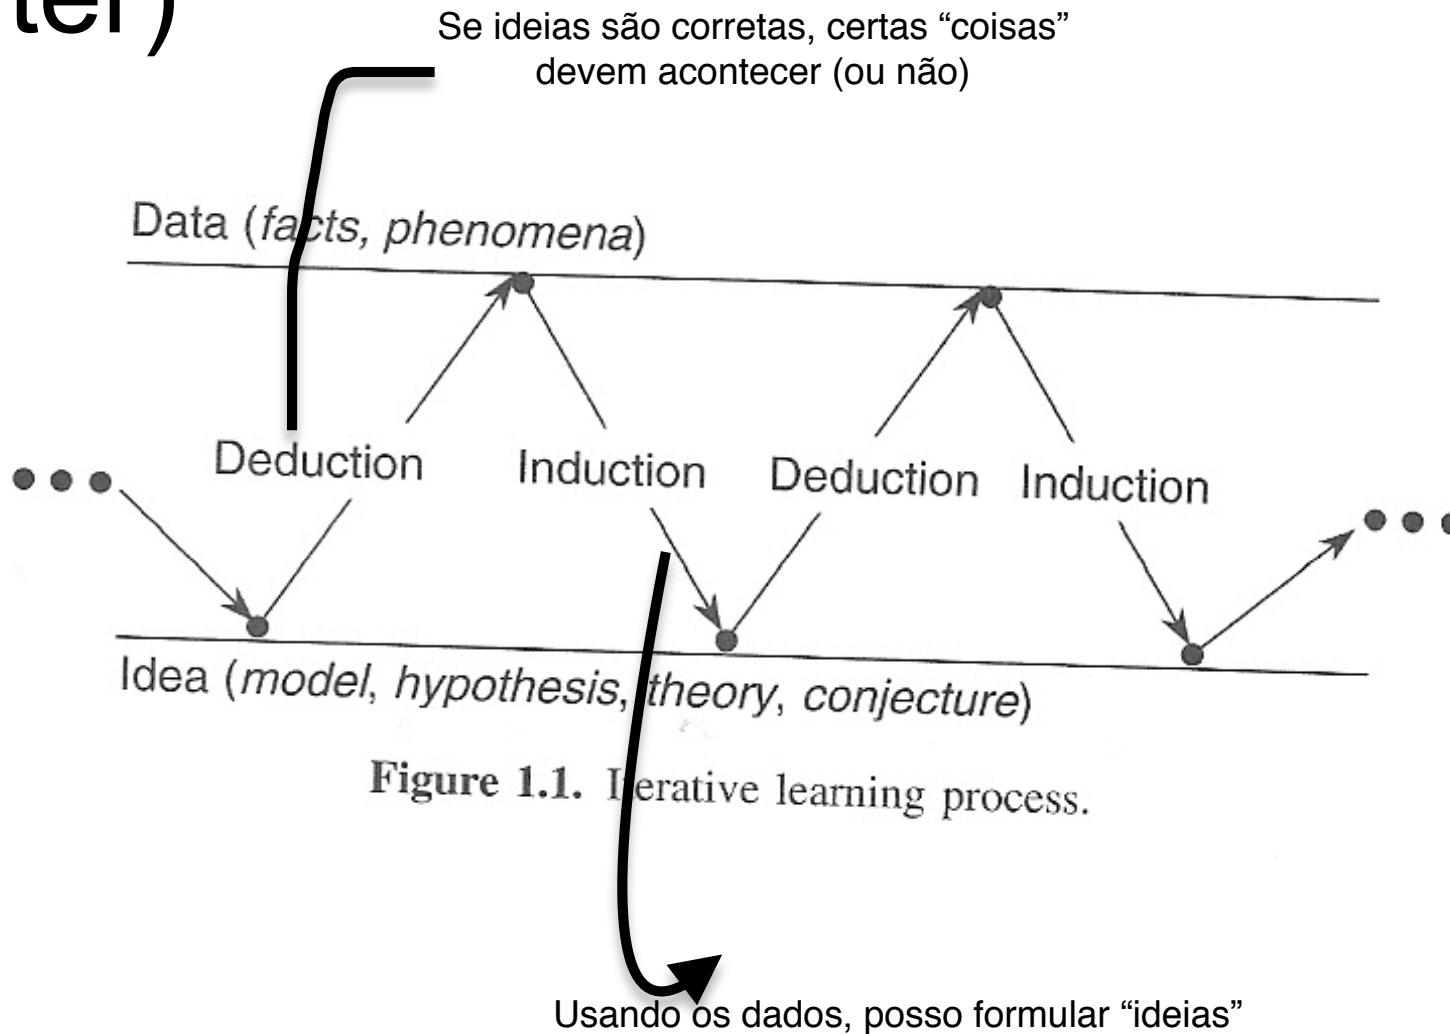 ter)
Se ideias são corretas, certas “coisas”
devem acontecer (ou não)
Data (facts, phenomena)
Deduction Induction Deduction Induction
Idea (model, hypothesis, theory, conjecture)
Figure 1.1. Iterative learning process.
Usando os dados, posso formular “ideias”